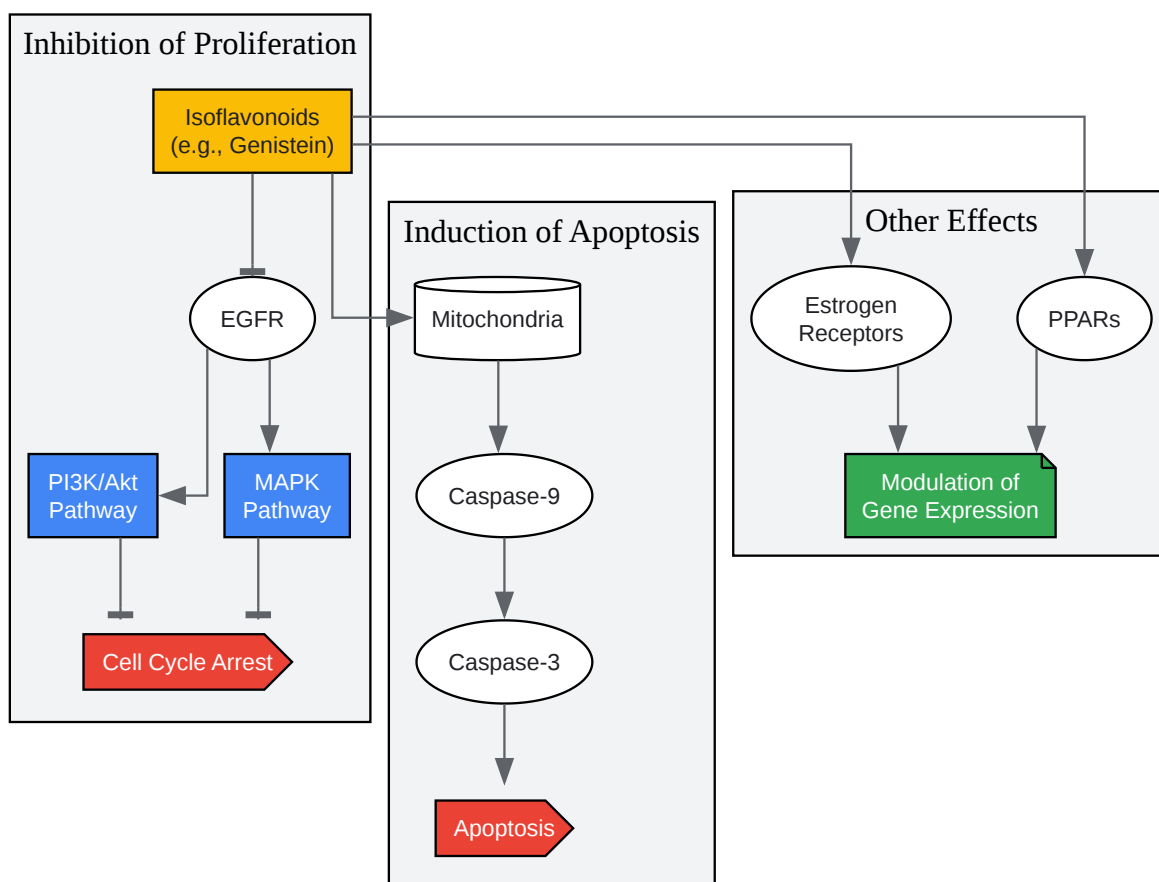 Inhibition of Proliferation
Isoflavonoids
(e.g., Genistein)
EGFR
PI3K/Akt
Pathway
MAPK
Pathway
Cell Cycle Arrest
Induction of Apoptosis
Mitochondria
Caspase-9
Caspase-3
Apoptosis
Other Effects
Estrogen
Receptors
PPARs
Modulation of
Gene Expression